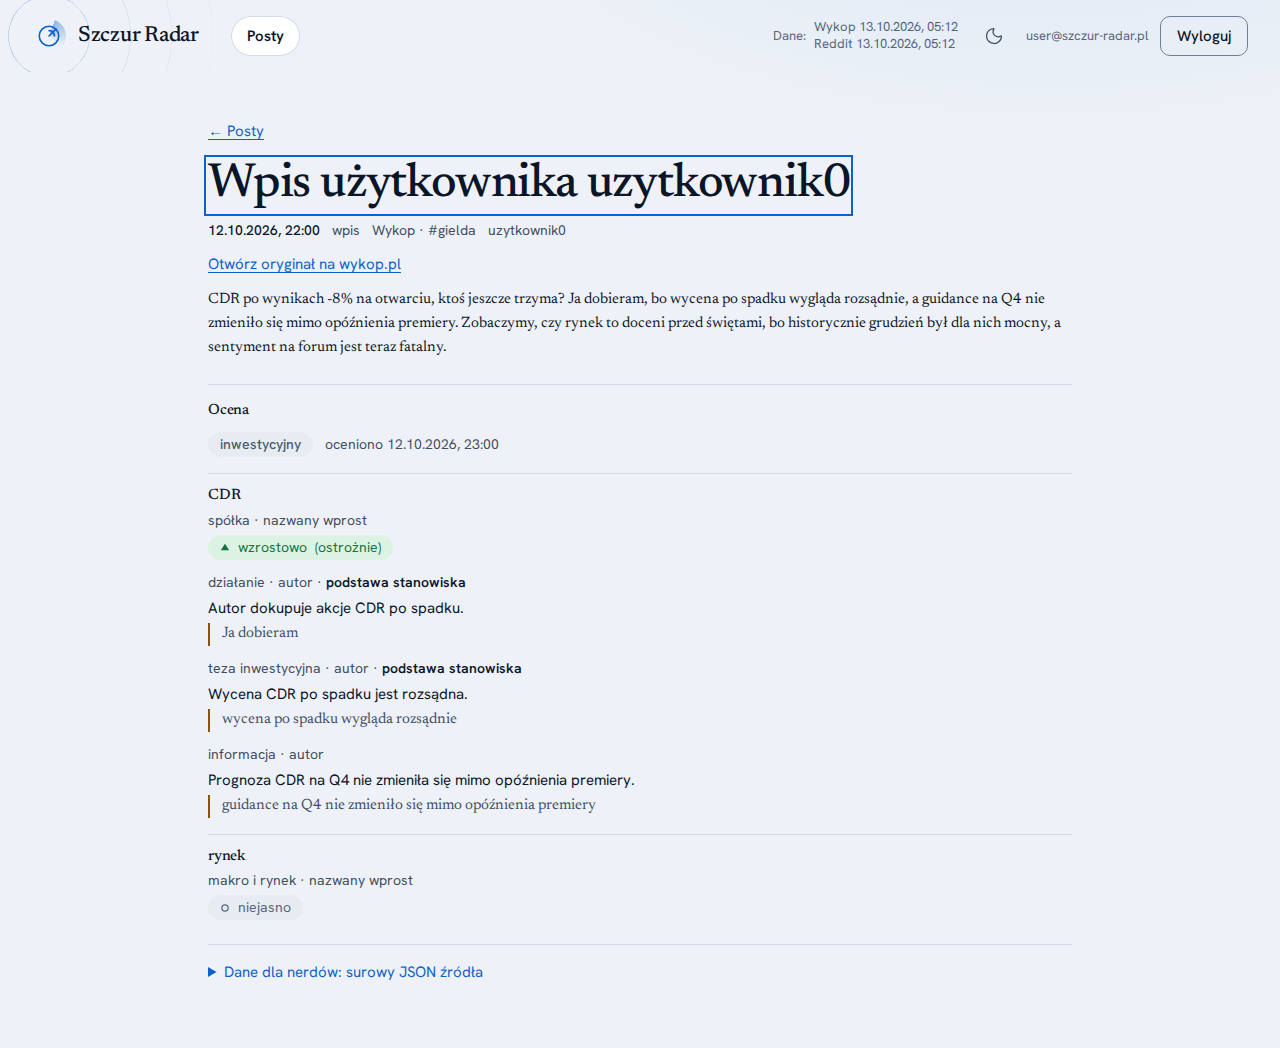 Szczur Radar
Posty
Dane:
Wykop 13.10.2026, 05:12
Reddit 13.10.2026, 05:12
user@szczur-radar.pl
Wyloguj
← Posty
Wpis użytkownika uzytkownik0
12.10.2026, 22:00 wpis Wykop · #gielda uzytkownik0
Otwórz oryginał na wykop.pl
CDR po wynikach -8% na otwarciu, ktoś jeszcze trzyma? Ja dobieram, bo wycena po spadku wygląda rozsądnie, a guidance na Q4 nie
zmieniło się mimo opóźnienia premiery. Zobaczymy, czy rynek to doceni przed świętami, bo historycznie grudzień był dla nich mocny, a
sentyment na forum jest teraz fatalny.
Ocena
inwestycyjny oceniono 12.10.2026, 23:00
CDR
spółka · nazwany wprost
▲ wzrostowo (ostrożnie)
działanie · autor · podstawa stanowiska
Autor dokupuje akcje CDR po spadku.
Ja dobieram
teza inwestycyjna · autor · podstawa stanowiska
Wycena CDR po spadku jest rozsądna.
wycena po spadku wygląda rozsądnie
informacja · autor
Prognoza CDR na Q4 nie zmieniła się mimo opóźnienia premiery.
guidance na Q4 nie zmieniło się mimo opóźnienia premiery
rynek
makro i rynek · nazwany wprost
niejasno
▶ Dane dla nerdów: surowy JSON źródła